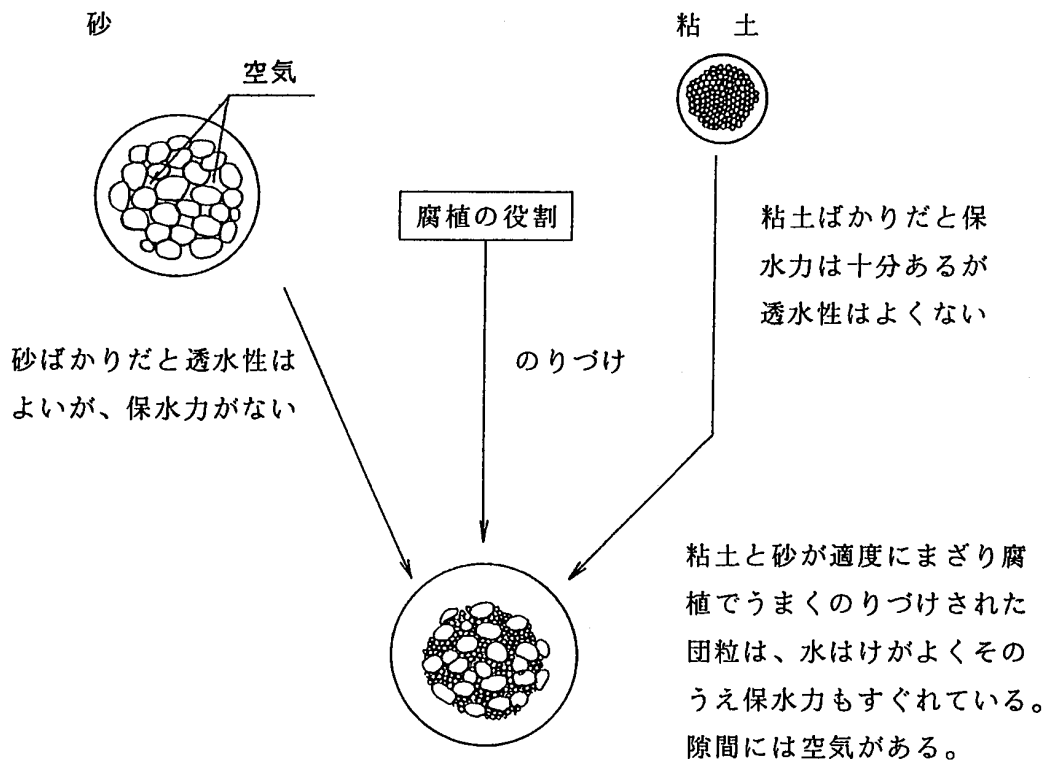 砂
空気
粘　土
腐植の役割
粘土ばかりだと保
水力は十分あるが
透水性はよくない
砂ばかりだと透水性は
よいが、保水力がない
のりづけ
粘土と砂が適度にまざり腐
植でうまくのりづけされた
団粒は、水はけがよくその
うえ保水力もすぐれている。
隙間には空気がある。